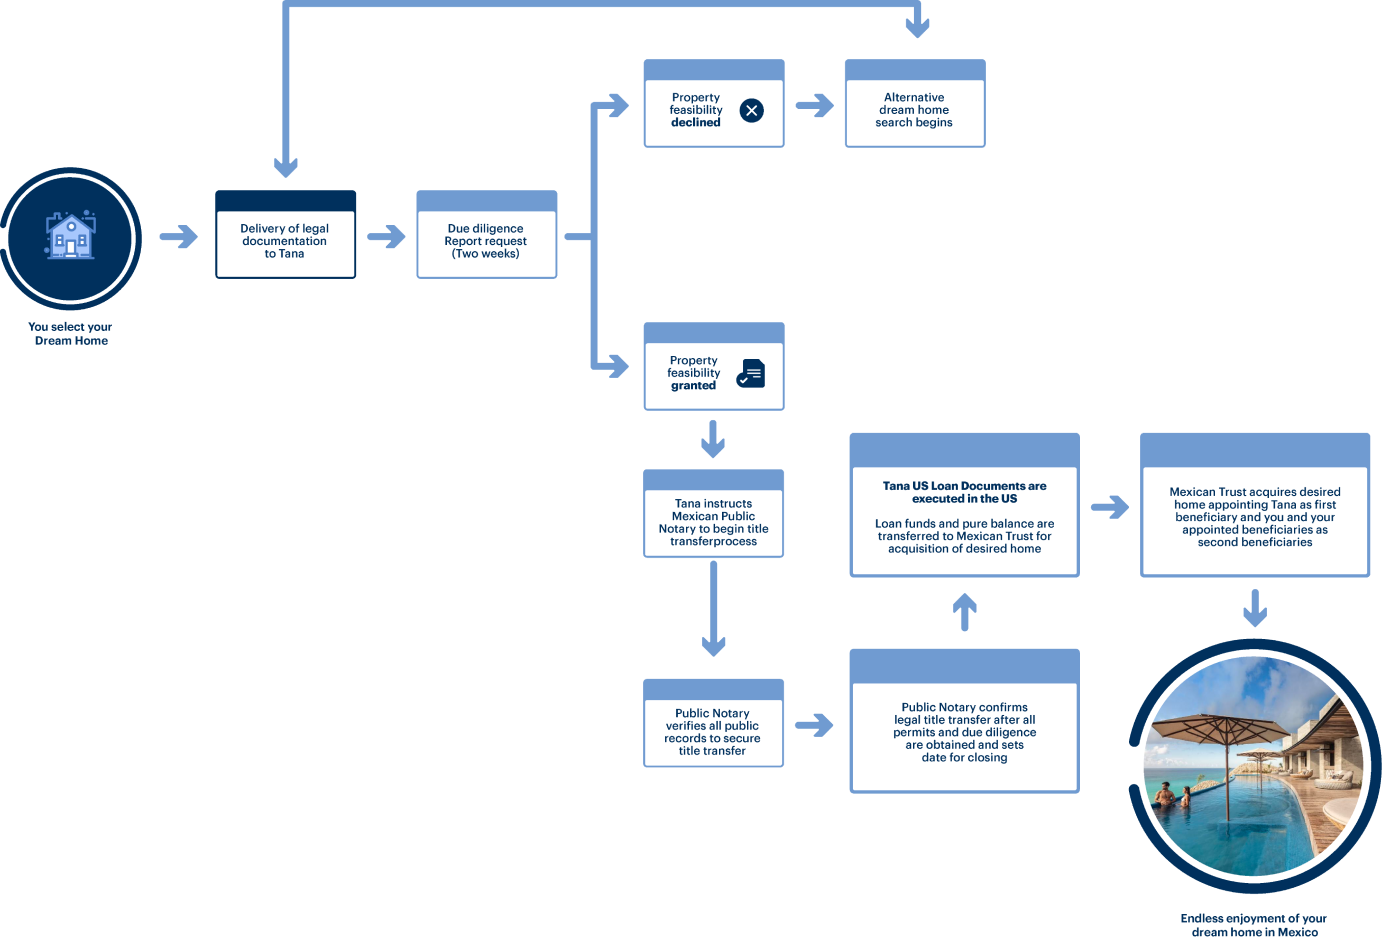 Property
feasibility
declined
Alternative
dream home
search begins
You select your
Dream Home
Delivery of legal
documentation
to Tana
Due diligence
Report request
(Two weeks)
Property
feasibility
granted
Tana instructs
Mexican Public
Notary to begin title
transferprocess
Public Notary
verifies all public
records to secure
title transfer
Public Notary confirms
legal title transfer after all
permits and due diligence
are obtained and sets
date for closing
Tana US Loan Documents are
executed in the US
Loan funds and pure balance are
transferred to Mexican Trust for
acquisition of desired home
Mexican Trust acquires desired
home appointing Tana as first
beneficiary and you and your
appointed beneficiaries as
second beneficiaries
Endless enjoyment of your
dream home in Mexico